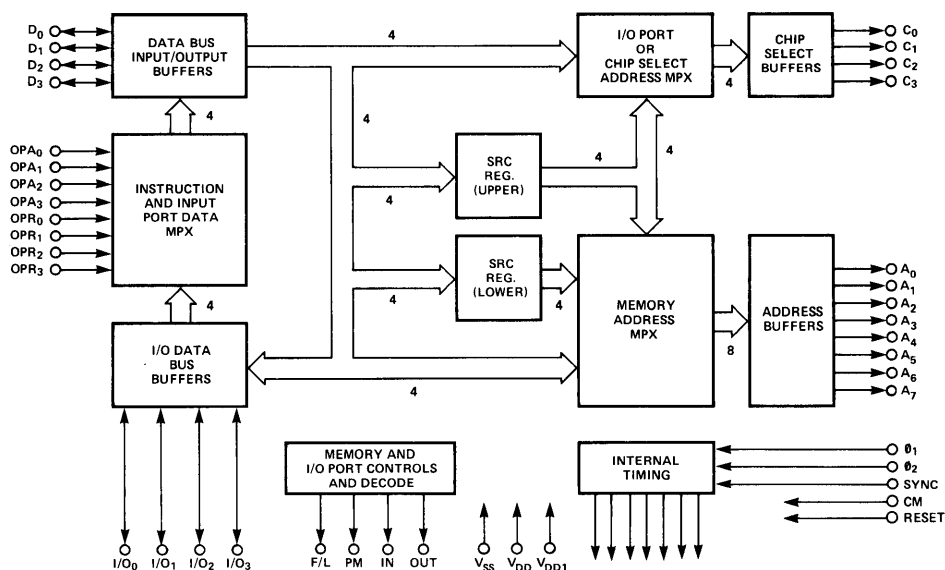 D₀
D₁
D₂
D₃
DATA BUS
INPUT/OUTPUT
BUFFERS
4
I/O PORT
OR
CHIP SELECT
ADDRESS MPX
4
CHIP
SELECT
BUFFERS
C₀
C₁
C₂
C₃
4
OPA₀
OPA₁
OPA₂
OPA₃
OPR₀
OPR₁
OPR₂
OPR₃
INSTRUCTION
AND INPUT
PORT DATA
MPX
4
4
SRC
REG.
(UPPER)
4
4
4
SRC
REG.
(LOWER)
4
4
MEMORY
ADDRESS
MPX
8
ADDRESS
BUFFERS
A₀
A₁
A₂
A₃
A₄
A₅
A₆
A₇
4
I/O DATA
BUS
BUFFERS
4
MEMORY AND
I/O PORT CONTROLS
AND DECODE
INTERNAL
TIMING
Ø₁
Ø₂
SYNC
CM
RESET
I/O₀
I/O₁
I/O₂
I/O₃
F/L
PM
IN
OUT
V_SS
V_DD
V_DD1